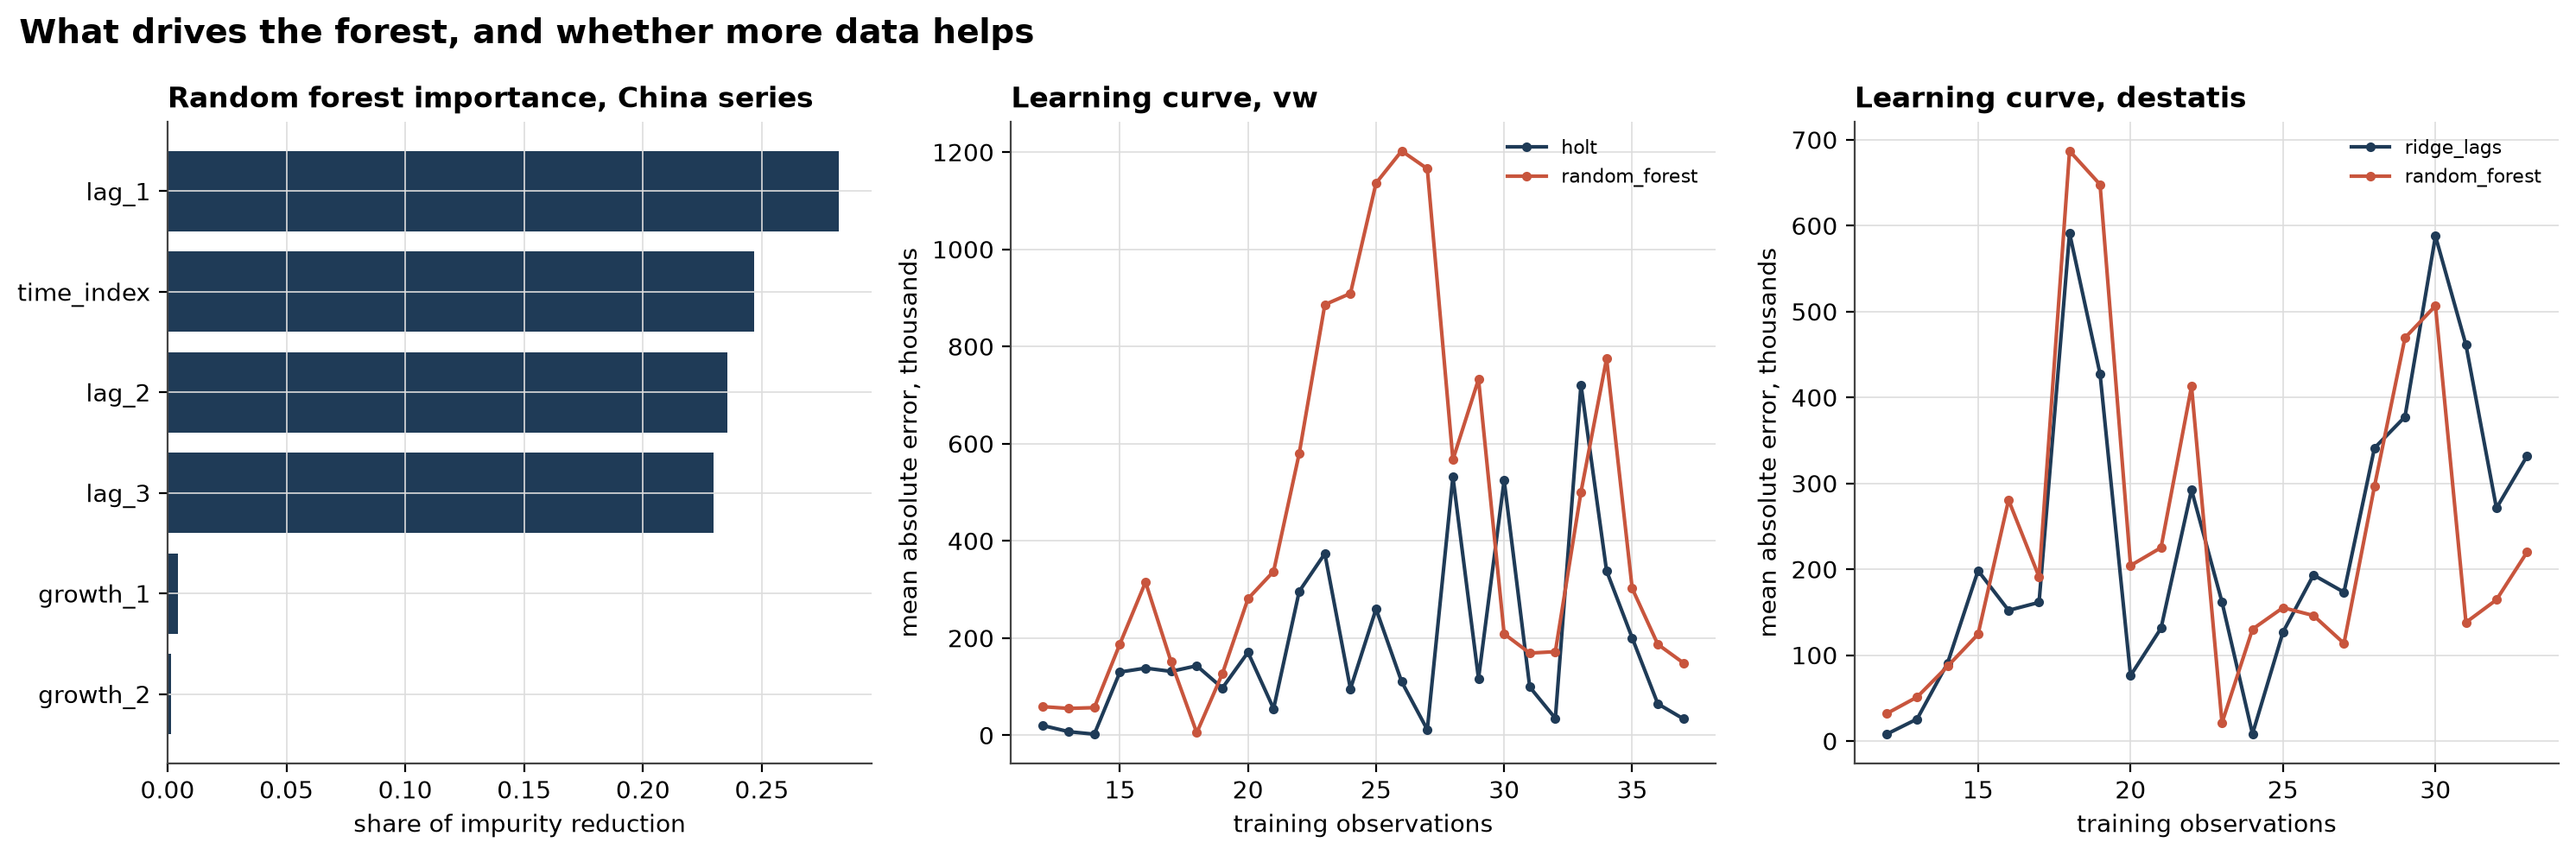 What drives the forest, and whether more data helps
Random forest importance, China series
lag_1
time_index
lag_2
lag_3
growth_1
growth_2
0.00 0.05 0.10 0.15 0.20 0.25
share of impurity reduction
Learning curve, vw
mean absolute error, thousands
1200
1000
800
600
400
200
0
holt
random_forest
15 20 25 30 35
training observations
Learning curve, destatis
mean absolute error, thousands
700
600
500
400
300
200
100
0
ridge_lags
random_forest
15 20 25 30
training observations